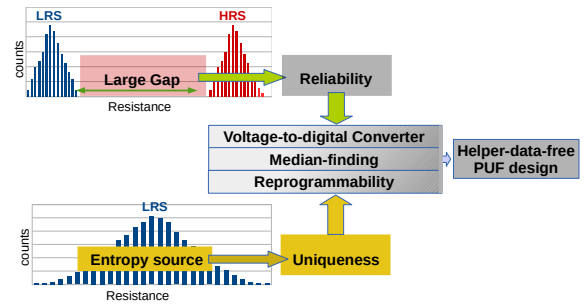 LRS
HRS
counts
Large Gap
Resistance
Reliability
Voltage-to-digital Converter
Median-finding
Reprogrammability
Helper-data-free
PUF design
LRS
counts
Entropy source
Resistance
Uniqueness